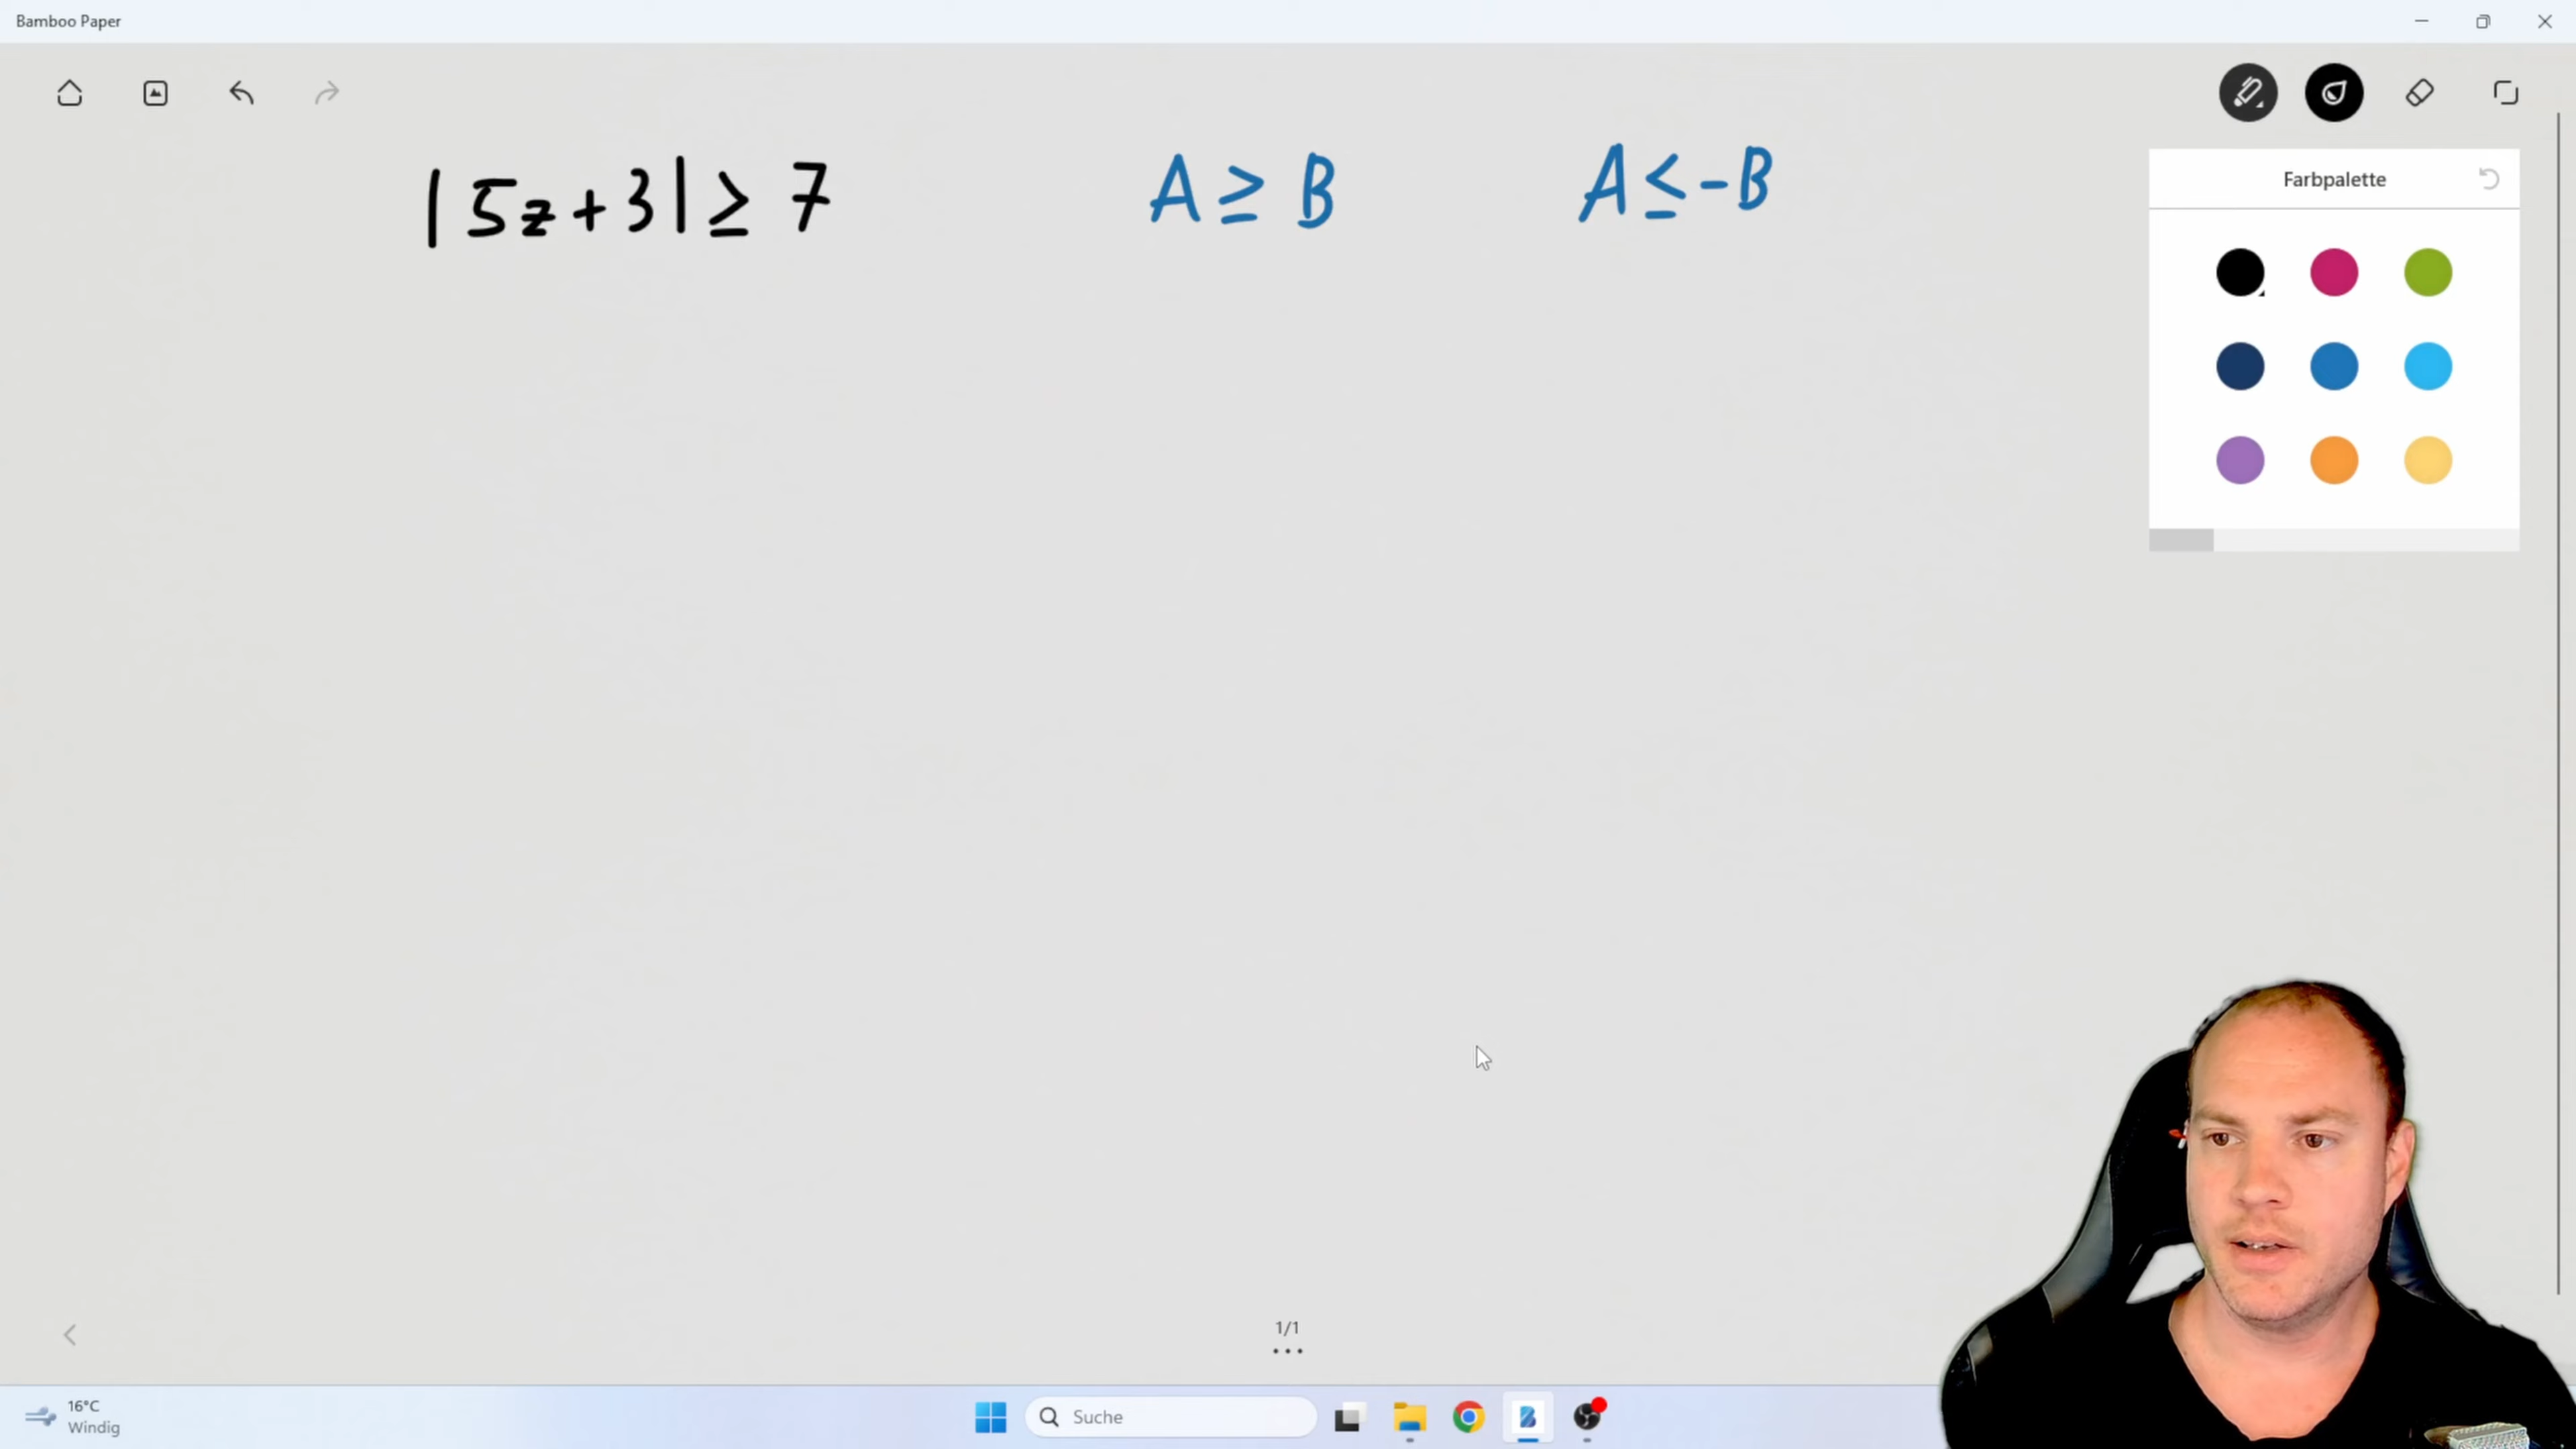 Bamboo Paper
|5z+3| ≥ 7 A ≥ B A ≤ -B
Farbpalette
1/1
16°C
Windig
Suche